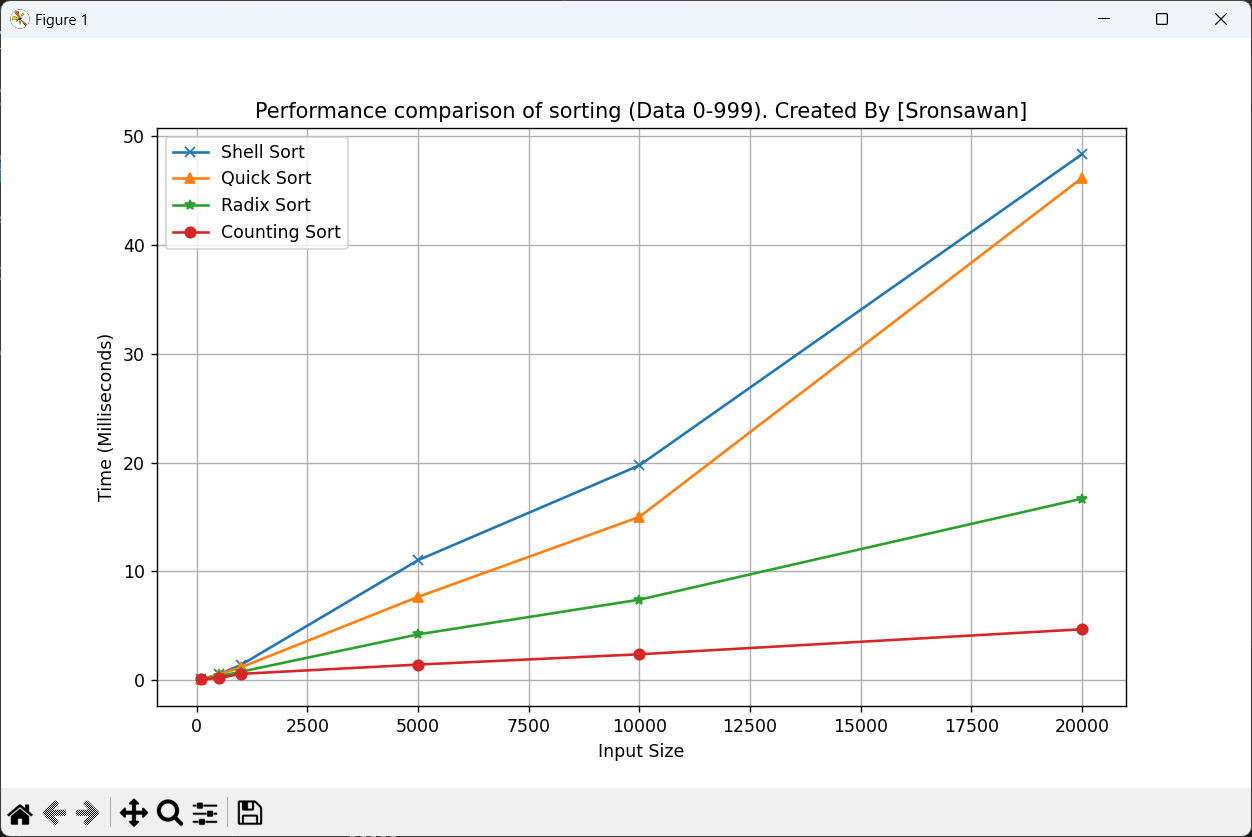 Figure 1
Performance comparison of sorting (Data 0-999). Created By [Sronsawan]
Shell Sort
Quick Sort
Radix Sort
Counting Sort
50
40
30
20
10
0
Time (Milliseconds)
0 2500 5000 7500 10000 12500 15000 17500 20000
Input Size